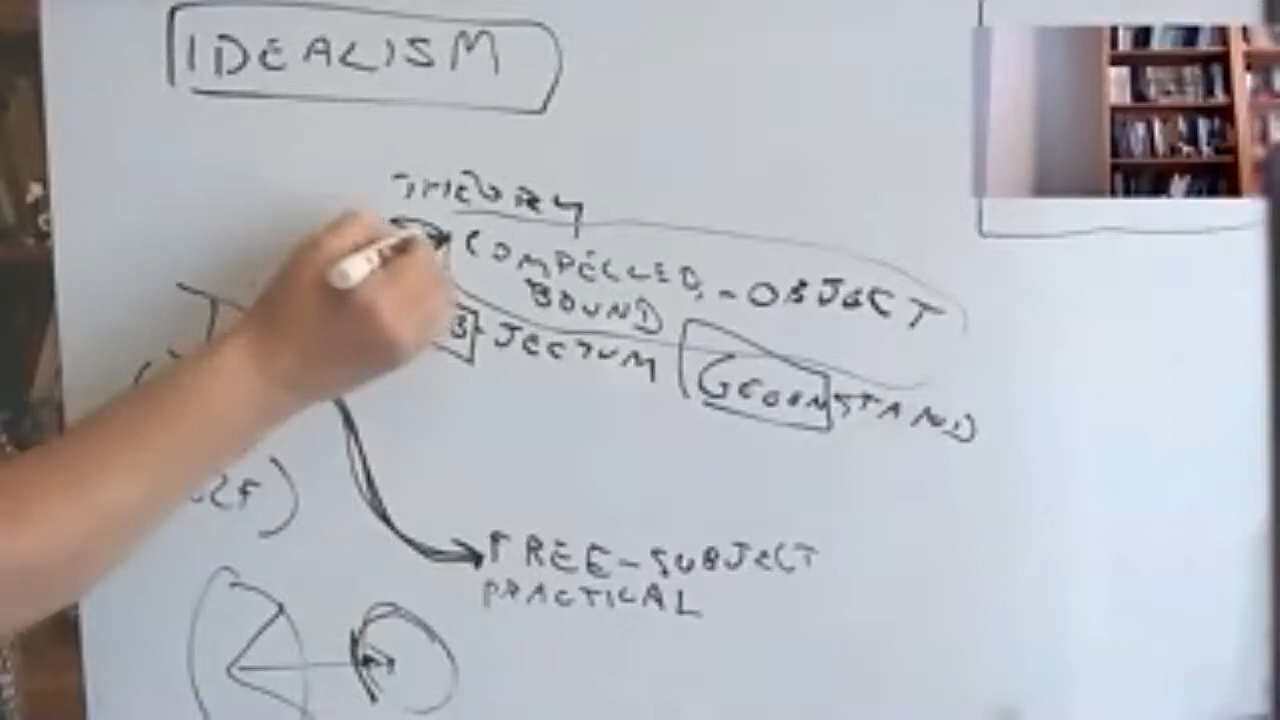 IDEALISM
THEORY
COMPELLED, - OBJECT
BOUND
B-JECTUM GEGENSTAND
FREE-SUBJECT
PRACTICAL